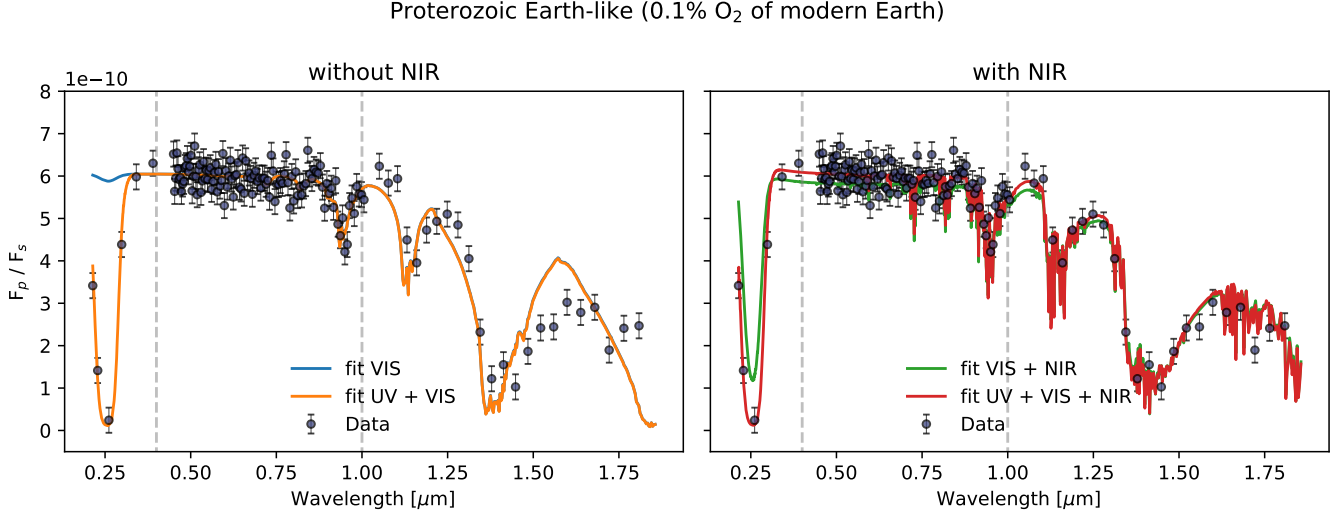 Proterozoic Earth-like (0.1% O₂ of modern Earth)
without NIR
1e−10
8
7
6
5
4
3
2
1
0
F_p / F_s
fit VIS
fit UV + VIS
Data
0.25 0.50 0.75 1.00 1.25 1.50 1.75
Wavelength [μm]
with NIR
fit VIS + NIR
fit UV + VIS + NIR
Data
0.25 0.50 0.75 1.00 1.25 1.50 1.75
Wavelength [μm]